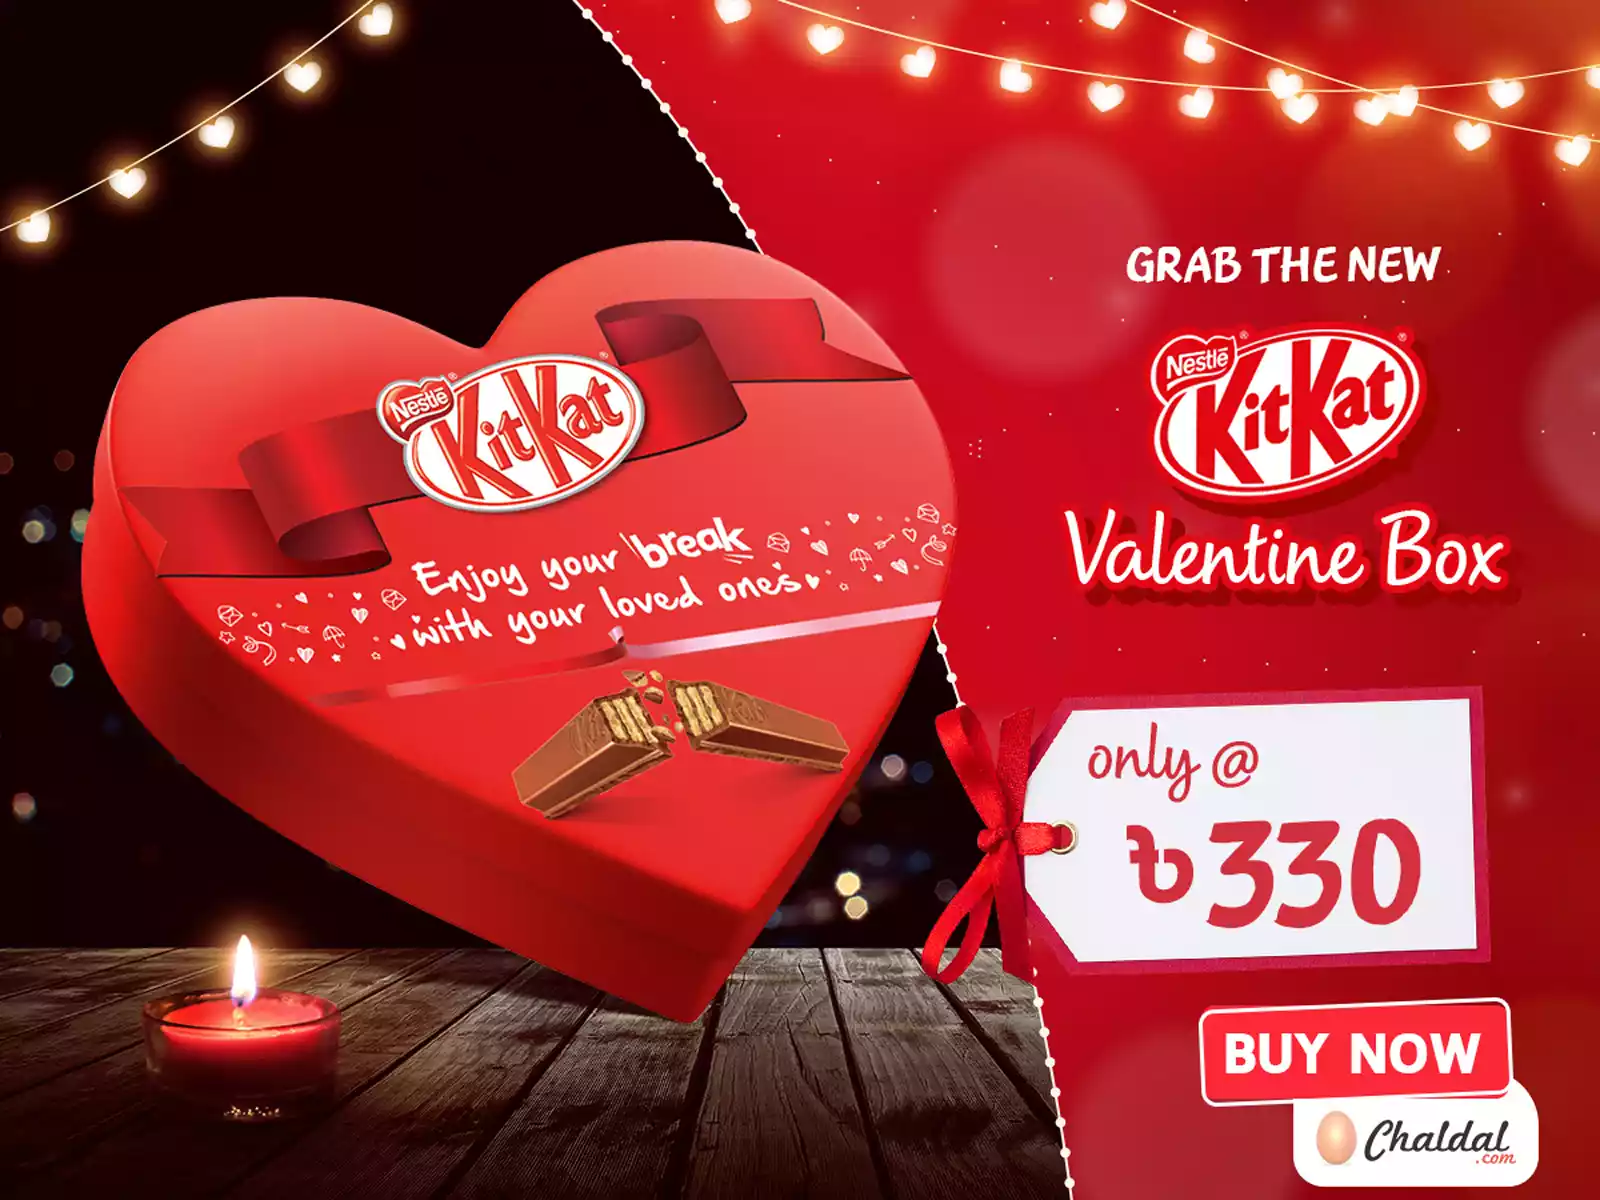 Nestlé
KitKat
Enjoy your break
with your loved ones
GRAB THE NEW
Nestlé
KitKat
Valentine Box
only @
৳330
BUY NOW
Chaldal
.com